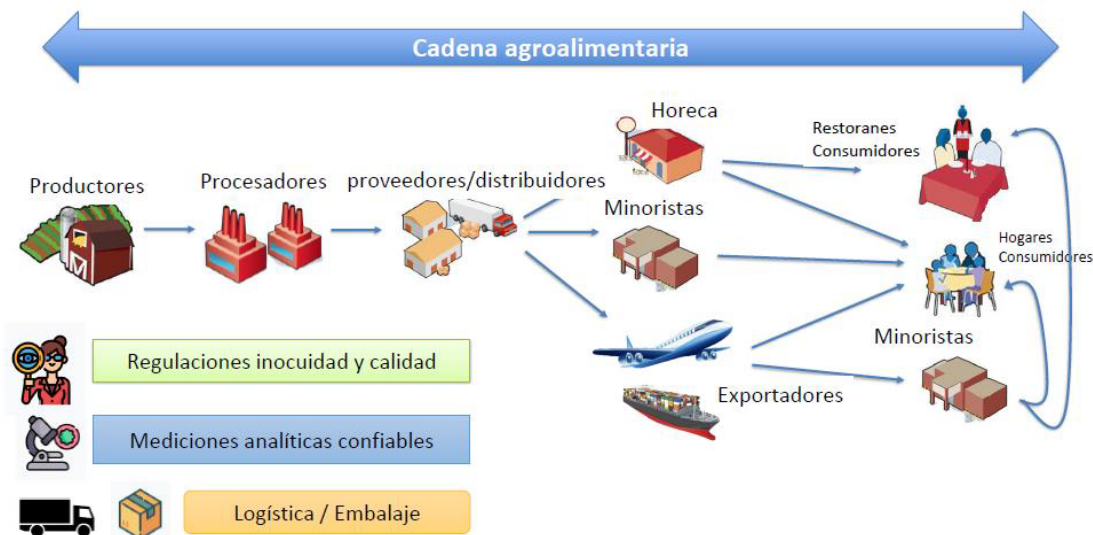 Cadena agroalimentaria
Horeca
Restoranes
Consumidores
Productores
Procesadores
proveedores/distribuidores
Minoristas
Hogares
Consumidores
Minoristas
Exportadores
Regulaciones inocuidad y calidad
Mediciones analíticas confiables
Logística / Embalaje